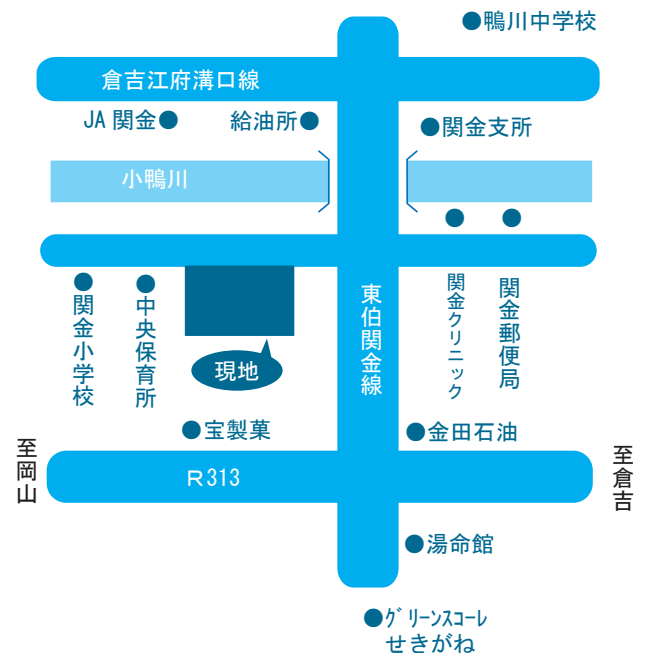 ●鴨川中学校
倉吉江府溝口線
JA 関金●
給油所●
●関金支所
小鴨川
●関金小学校
●中央保育所
現地
東伯関金線
●関金クリニック
●関金郵便局
●宝製菓
●金田石油
至岡山
R313
至倉吉
●湯命館
●グリーンスコーレ
せきがね